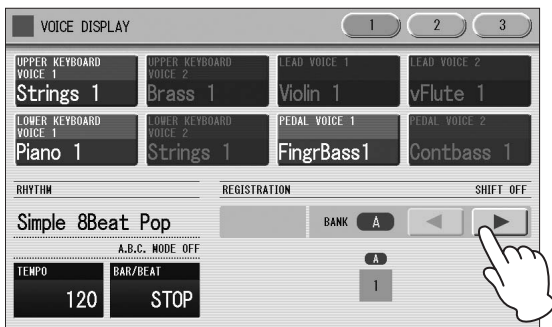 VOICE DISPLAY
1
2
3
UPPER KEYBOARD
VOICE 1
Strings 1
UPPER KEYBOARD
VOICE 2
Brass 1
LEAD VOICE 1
Violin 1
LEAD VOICE 2
vFlute 1
LOWER KEYBOARD
VOICE 1
Piano 1
LOWER KEYBOARD
VOICE 2
Strings 1
PEDAL VOICE 1
FingrBass1
PEDAL VOICE 2
Contbass 1
RHYTHM
REGISTRATION
SHIFT OFF
Simple 8Beat Pop
BANK A
A.B.C. MODE OFF
A
TEMPO
120
BAR/BEAT
STOP
1